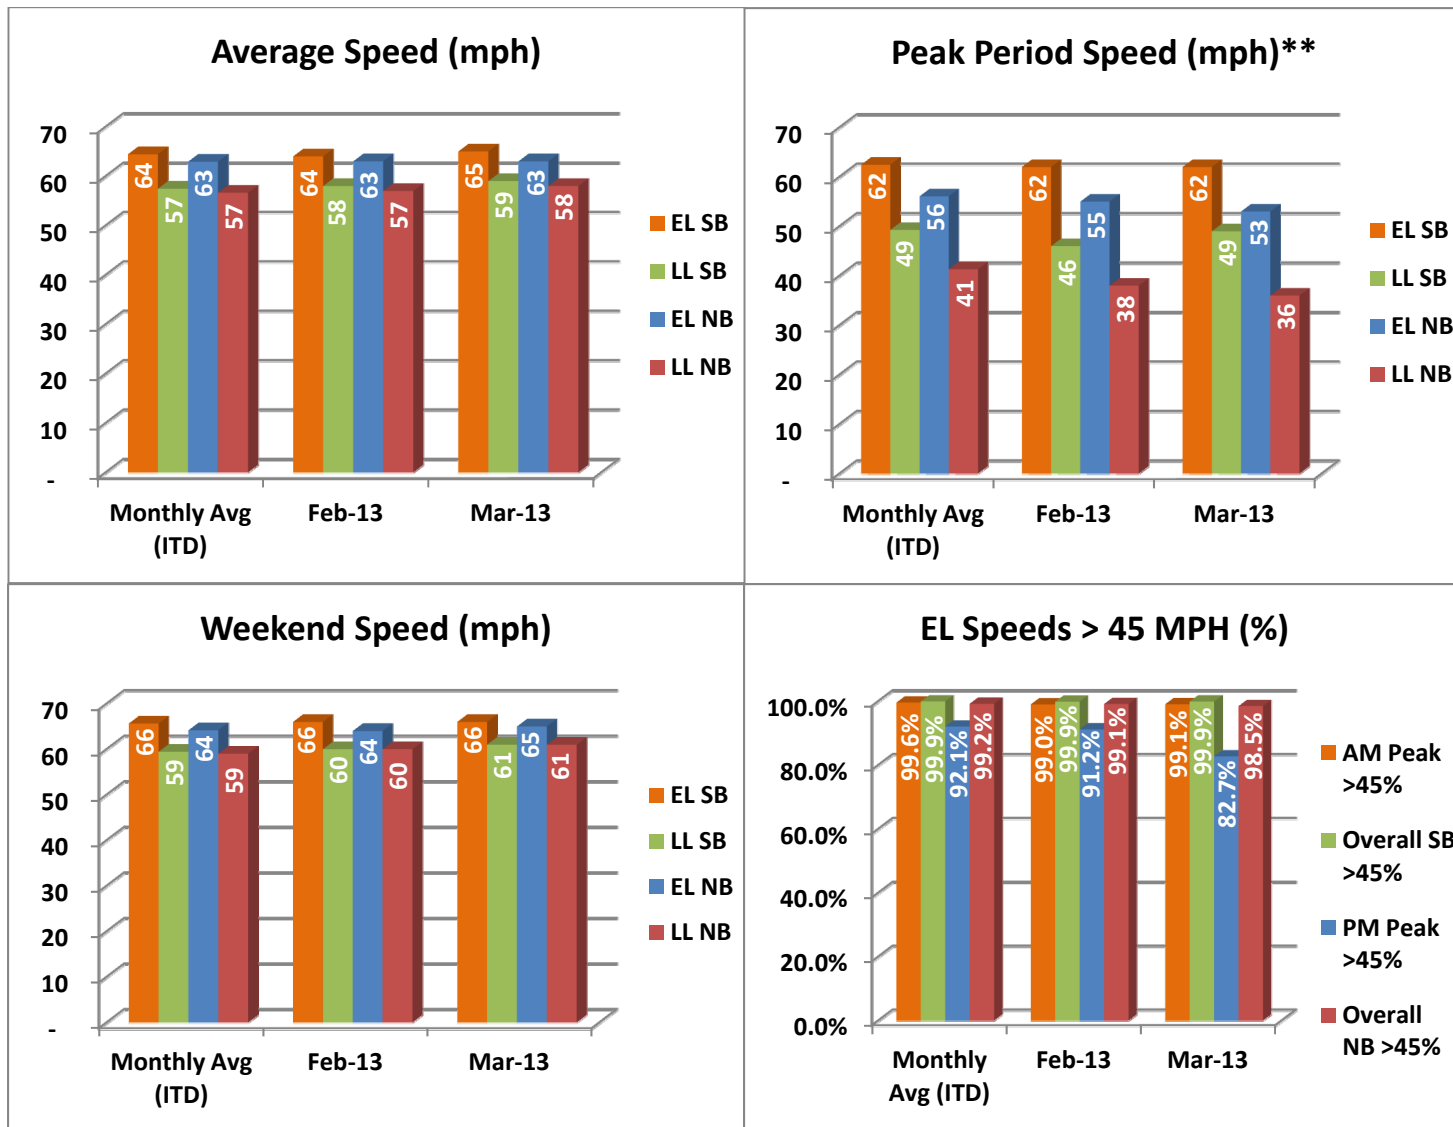 Average Speed (mph)
70
60
50
40
30
20
10
-
64
57
63
57
64
58
63
57
65
59
63
58
Monthly Avg
(ITD)
Feb-13
Mar-13
EL SB
LL SB
EL NB
LL NB
Peak Period Speed (mph)**
70
60
50
40
30
20
10
-
62
49
56
41
62
46
55
38
62
49
53
36
Monthly Avg
(ITD)
Feb-13
Mar-13
EL SB
LL SB
EL NB
LL NB
Weekend Speed (mph)
70
60
50
40
30
20
10
-
66
59
64
59
66
60
64
60
66
61
65
61
Monthly Avg
(ITD)
Feb-13
Mar-13
EL SB
LL SB
EL NB
LL NB
EL Speeds > 45 MPH (%)
100.0%
80.0%
60.0%
40.0%
20.0%
0.0%
99.6%
99.9%
92.1%
99.2%
99.0%
99.9%
91.2%
99.1%
99.1%
99.9%
82.7%
98.5%
Monthly
Avg (ITD)
Feb-13
Mar-13
AM Peak
>45%
Overall SB
>45%
PM Peak
>45%
Overall
NB >45%